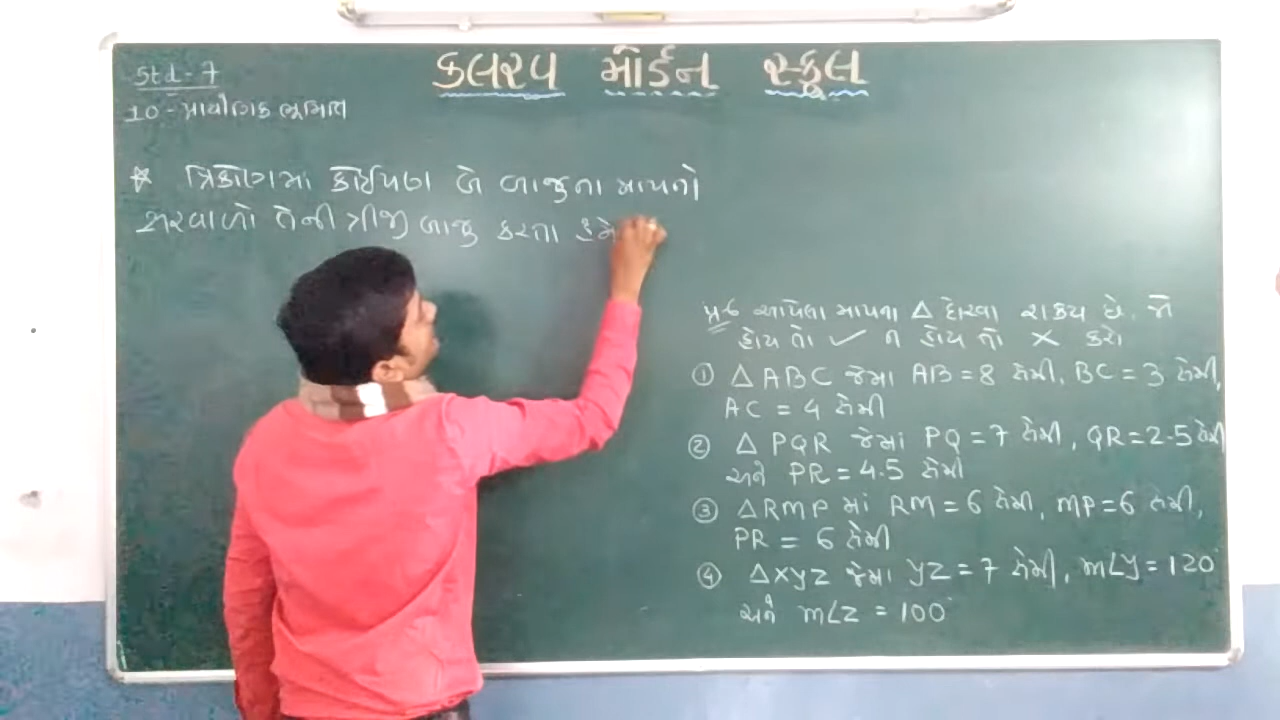 કલરવ મોર્ડન સ્કૂલ
Std-7
10-પ્રાયોગિક ભૂમિતિ
* ત્રિકોણમાં કોઈપણ બે બાજુના માપનો
સરવાળો તેની ત્રીજી બાજુ કરતા હંમે
પ્ર-6 આપેલા માપના △ દોરવા શક્ય છે. જો
હોય તો ✓ ન હોય તો ✗ કરો
① △ABC જેમાં AB = 8 સેમી, BC = 3 સેમી,
AC = 4 સેમી
② △ PQR જેમાં PQ = 7 સેમી, QR = 2.5 સેમી
અને PR = 4.5 સેમી
③ △RMP માં RM = 6 સેમી, MP = 6 સેમી,
PR = 6 સેમી
④ △XYZ જેમાં YZ = 7 સેમી, m∠y = 120°
અને m∠Z = 100°